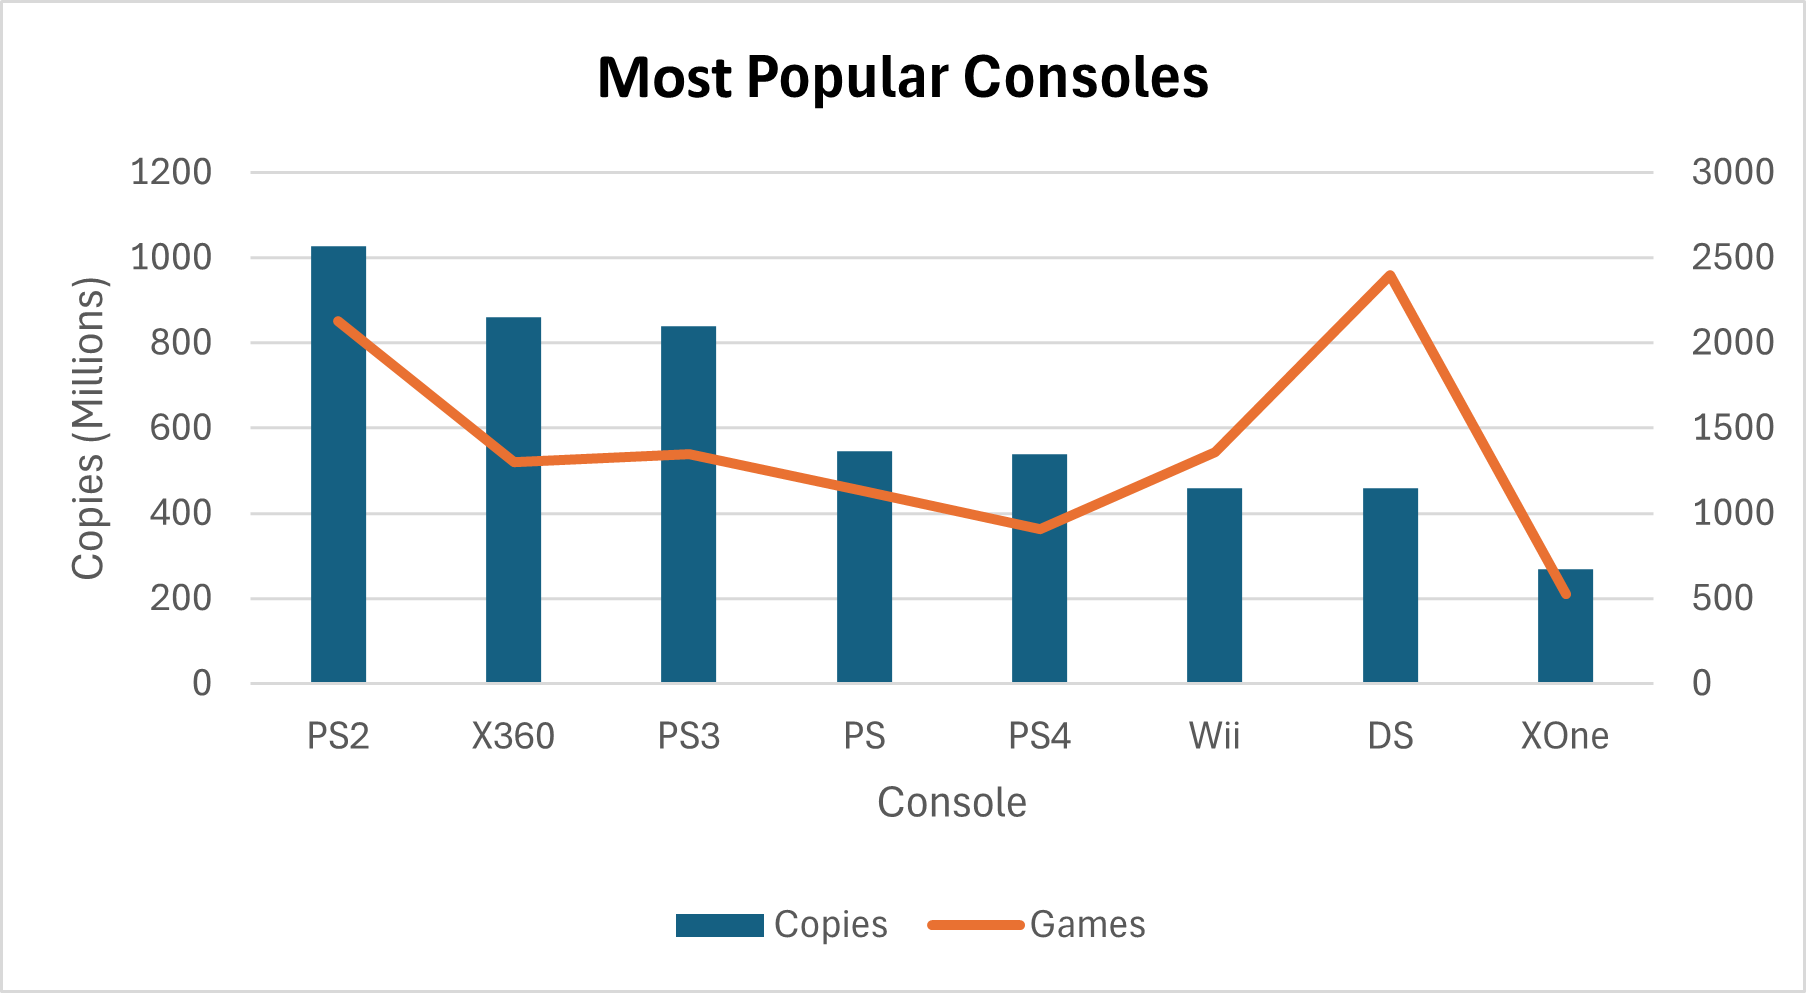 Most Popular Consoles
1200
1000
800
600
400
200
0
Copies (Millions)
3000
2500
2000
1500
1000
500
0
PS2 X360 PS3 PS PS4 Wii DS XOne
Console
Copies Games